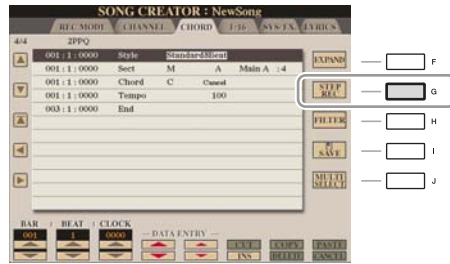 SONG CREATOR : NewSong
REC MODE CHANNEL CHORD 1-16 SYS/EX. LYRICS
4/4 2PPQ
001 : 1 : 0000 Style Standard8Beat
001 : 1 : 0000 Sect M A Main A :4
001 : 1 : 0000 Chord C Cancel
001 : 1 : 0000 Tempo 100
003 : 1 : 0000 End
EXPAND F
STEP REC G
FILTER H
SAVE I
MULTI SELECT J
BAR : BEAT : CLOCK DATA ENTRY
001 1 0000
CUT COPY PASTE
INS DELETE CANCEL